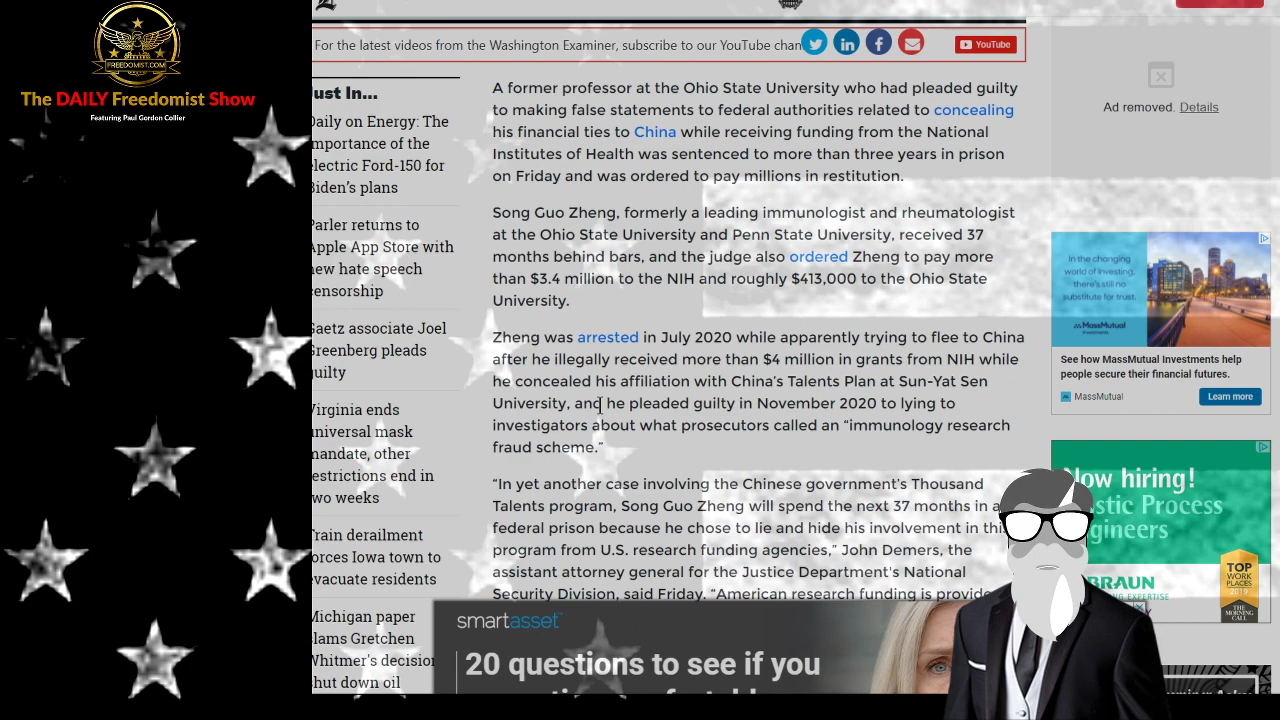 FREEDOMIST.COM
The DAILY Freedomist Show
Featuring Paul Gordon Collier
For the latest videos from the Washington Examiner, subscribe to our YouTube chan
YouTube
Just In...
Daily on Energy: The
importance of the
electric Ford-150 for
Biden's plans
Parler returns to
Apple App Store with
new hate speech
censorship
Gaetz associate Joel
Greenberg pleads
guilty
Virginia ends
universal mask
mandate, other
restrictions end in
two weeks
Train derailment
forces Iowa town to
evacuate residents
Michigan paper
slams Gretchen
Whitmer's decision
shut down oil
A former professor at the Ohio State University who had pleaded guilty
to making false statements to federal authorities related to concealing
his financial ties to China while receiving funding from the National
Institutes of Health was sentenced to more than three years in prison
on Friday and was ordered to pay millions in restitution.
Song Guo Zheng, formerly a leading immunologist and rheumatologist
at the Ohio State University and Penn State University, received 37
months behind bars, and the judge also ordered Zheng to pay more
than $3.4 million to the NIH and roughly $413,000 to the Ohio State
University.
Zheng was arrested in July 2020 while apparently trying to flee to China
after he illegally received more than $4 million in grants from NIH while
he concealed his affiliation with China's Talents Plan at Sun-Yat Sen
University, and he pleaded guilty in November 2020 to lying to
investigators about what prosecutors called an “immunology research
fraud scheme.”
“In yet another case involving the Chinese government's Thousand
Talents program, Song Guo Zheng will spend the next 37 months in a
federal prison because he chose to lie and hide his involvement in this
program from U.S. research funding agencies,” John Demers, the
assistant attorney general for the Justice Department's National
Security Division, said Friday. “American research funding is provide
smartasset
20 questions to see if you
Ad removed. Details
In the changing
world of investing,
there's still no
substitute for trust.
MassMutual
See how MassMutual Investments help
people secure their financial futures.
MassMutual
Learn more
Now hiring!
stic Process
gineers
BRAUN
EXPERTISE
TOP
WORK
PLACES
2019
THE
MORNING
CALL